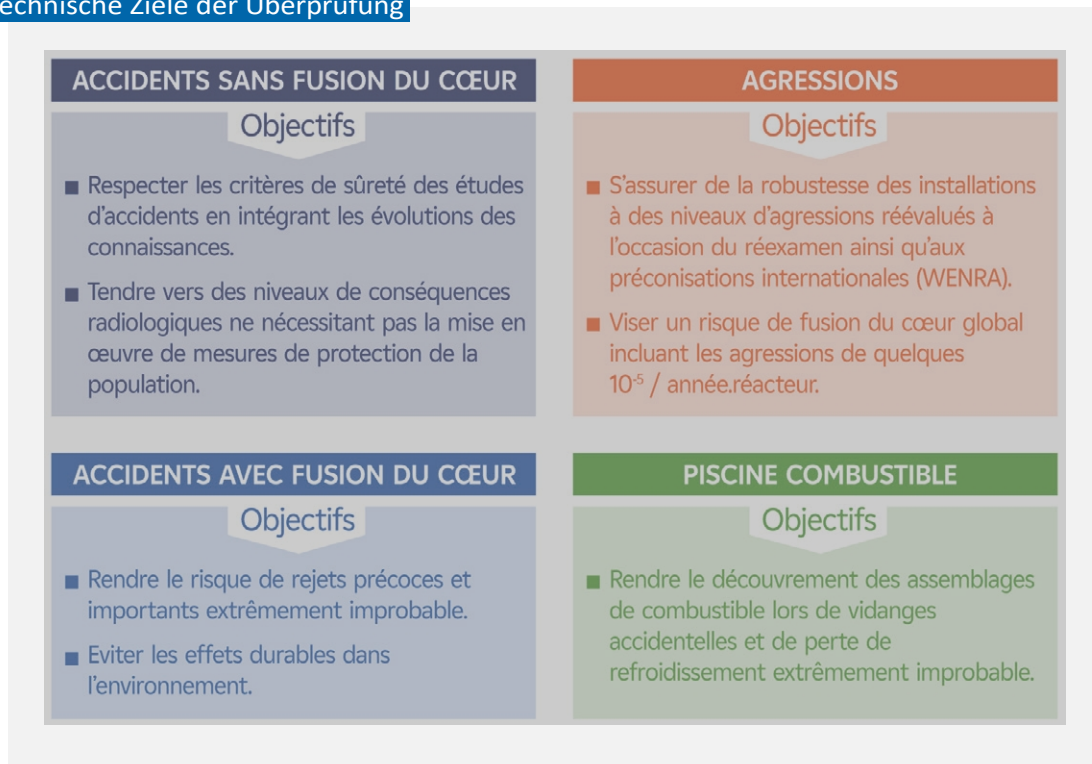 echnische Ziele der Überprüfung
ACCIDENTS SANS FUSION DU CŒUR
Objectifs
■ Respecter les critères de sûreté des études
d'accidents en intégrant les évolutions des
connaissances.
■ Tendre vers des niveaux de conséquences
radiologiques ne nécessitant pas la mise en
œuvre de mesures de protection de la
population.
AGRESSIONS
Objectifs
■ S'assurer de la robustesse des installations
à des niveaux d'agressions réévalués à
l'occasion du réexamen ainsi qu'aux
préconisations internationales (WENRA).
■ Viser un risque de fusion du cœur global
incluant les agressions de quelques
10⁻⁵ / année.réacteur.
ACCIDENTS AVEC FUSION DU CŒUR
Objectifs
■ Rendre le risque de rejets précoces et
importants extrêmement improbable.
■ Eviter les effets durables dans
l'environnement.
PISCINE COMBUSTIBLE
Objectifs
■ Rendre le découvrement des assemblages
de combustible lors de vidanges
accidentelles et de perte de
refroidissement extrêmement improbable.